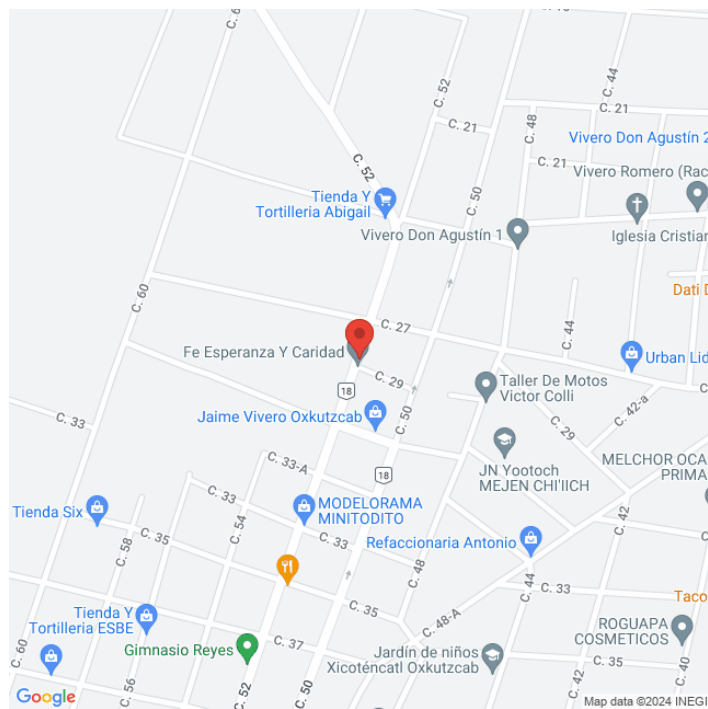 C. 6
C. 52
C. 44
C. 21
C. 48
C. 21
Vivero Don Agustín 2
C. 52
C. 21
Vivero Romero (Rac
Tienda Y
Tortilleria Abigail
C. 50
Vivero Don Agustín 1
Iglesia Cristian
C. 60
Dati D
C. 27
C. 44
Fe Esperanza Y Caridad
Urban Lid
C. 29
Taller De Motos
Victor Colli
18
C. 42-a
Jaime Vivero Oxkutzcab
C. 50
C. 33
C. 29
JN Yootoch
MEJEN CHI'IICH
MELCHOR OCA
PRIMA
C. 33-A
18
C. 33
MODELORAMA
MINITODITO
Tienda Six
C. 35
C. 54
C. 33
Refaccionaria Antonio
C. 42
C. 58
C. 48
C. 44
C. 33
Taco
C. 60
C. 35
Tienda Y
Tortilleria ESBE
C. 48-A
ROGUAPA
COSMETICOS
C. 37
Gimnasio Reyes
Jardín de niños
Xicoténcatl Oxkutzcab
C. 35
C. 56
C. 52
C. 50
C. 42
C. 40
Google
Map data ©2024 INEGI